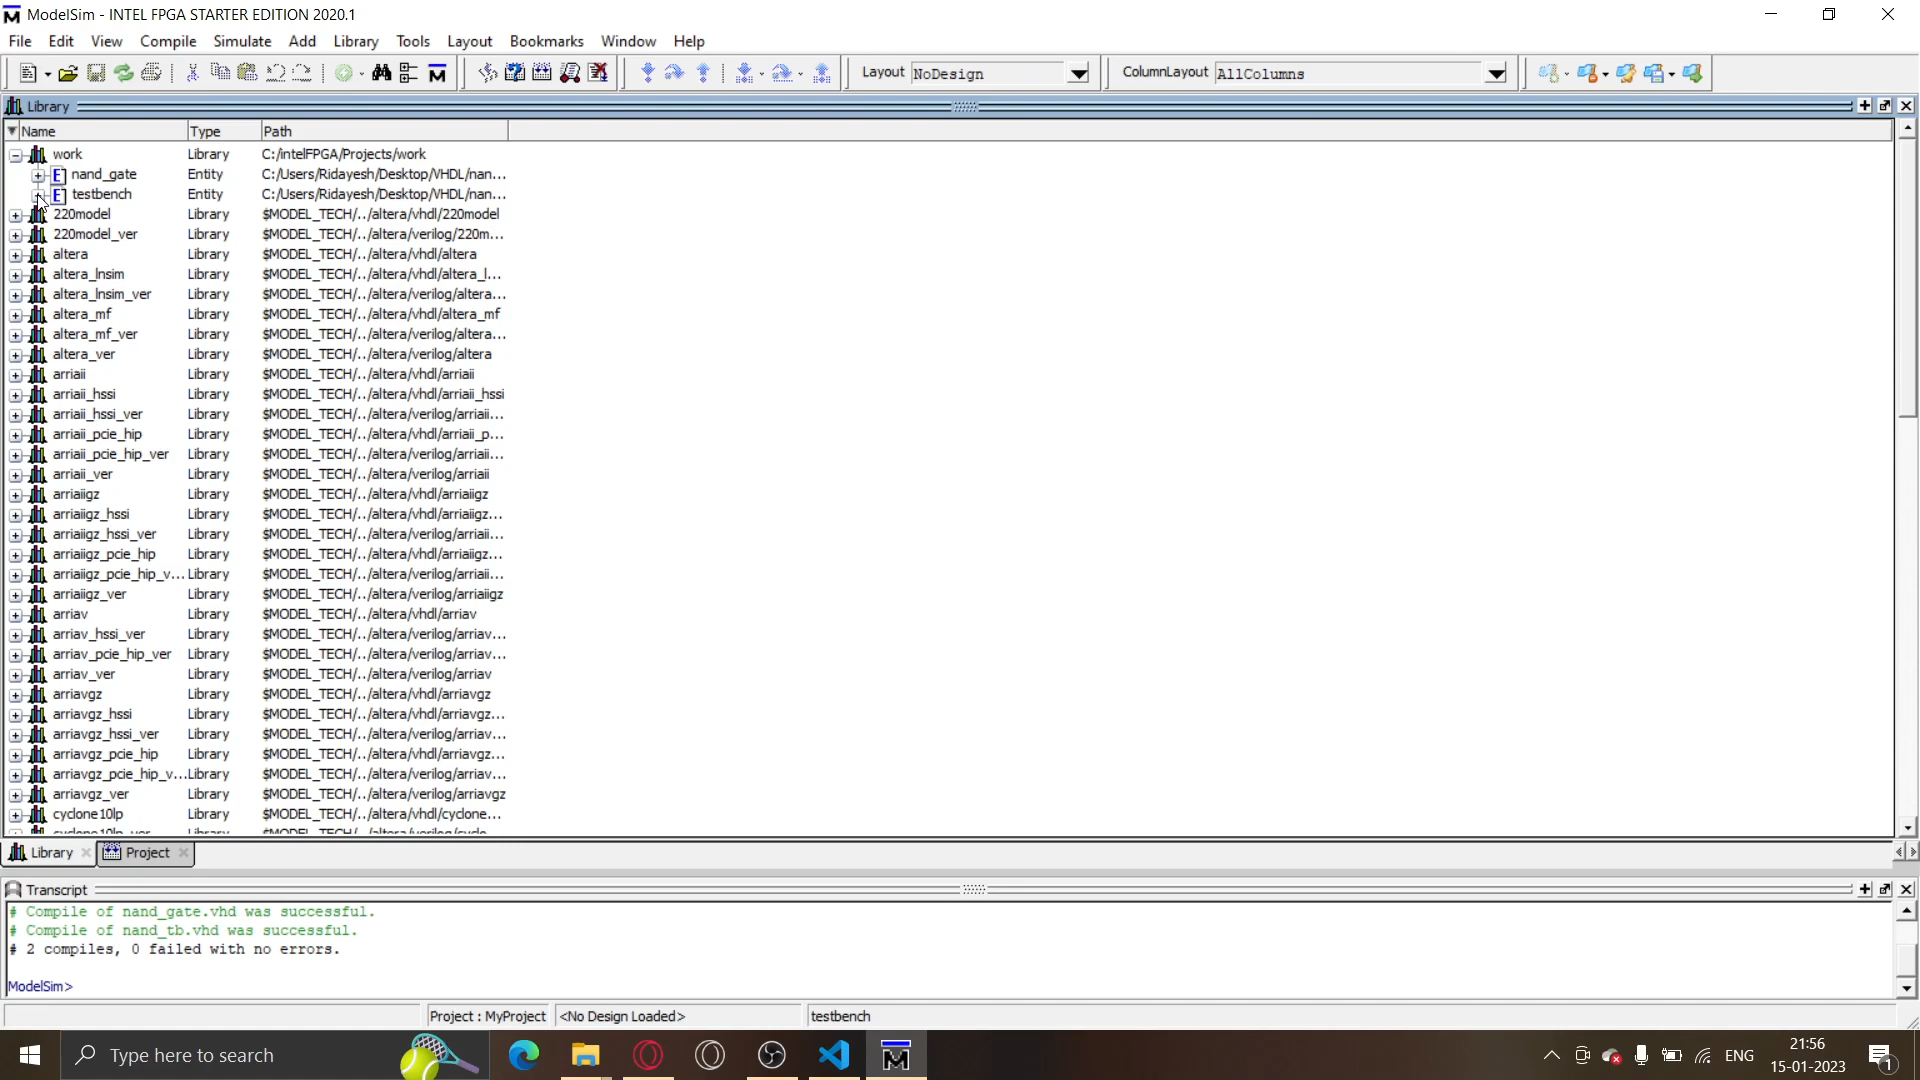 ModelSim - INTEL FPGA STARTER EDITION 2020.1
File Edit View Compile Simulate Add Library Tools Layout Bookmarks Window Help
Layout NoDesign ColumnLayout AllColumns
Library
Name Type Path
work Library C:/intelFPGA/Projects/work
nand_gate Entity C:/Users/Ridayesh/Desktop/VHDL/nan...
testbench Entity C:/Users/Ridayesh/Desktop/VHDL/nan...
220model Library $MODEL_TECH/../altera/vhdl/220model
220model_ver Library $MODEL_TECH/../altera/verilog/220m...
altera Library $MODEL_TECH/../altera/vhdl/altera
altera_lnsim Library $MODEL_TECH/../altera/vhdl/altera_l...
altera_lnsim_ver Library $MODEL_TECH/../altera/verilog/altera...
altera_mf Library $MODEL_TECH/../altera/vhdl/altera_mf
altera_mf_ver Library $MODEL_TECH/../altera/verilog/altera...
altera_ver Library $MODEL_TECH/../altera/verilog/altera
arriaii Library $MODEL_TECH/../altera/vhdl/arriaii
arriaii_hssi Library $MODEL_TECH/../altera/vhdl/arriaii_hssi
arriaii_hssi_ver Library $MODEL_TECH/../altera/verilog/arriaii...
arriaii_pcie_hip Library $MODEL_TECH/../altera/vhdl/arriaii_p...
arriaii_pcie_hip_ver Library $MODEL_TECH/../altera/verilog/arriaii...
arriaii_ver Library $MODEL_TECH/../altera/verilog/arriaii
arriaiigz Library $MODEL_TECH/../altera/vhdl/arriaiigz
arriaiigz_hssi Library $MODEL_TECH/../altera/vhdl/arriaiigz...
arriaiigz_hssi_ver Library $MODEL_TECH/../altera/verilog/arriaii...
arriaiigz_pcie_hip Library $MODEL_TECH/../altera/vhdl/arriaiigz...
arriaiigz_pcie_hip_v... Library $MODEL_TECH/../altera/verilog/arriaii...
arriaiigz_ver Library $MODEL_TECH/../altera/verilog/arriaiigz
arriav Library $MODEL_TECH/../altera/vhdl/arriav
arriav_hssi_ver Library $MODEL_TECH/../altera/verilog/arriav...
arriav_pcie_hip_ver Library $MODEL_TECH/../altera/verilog/arriav...
arriav_ver Library $MODEL_TECH/../altera/verilog/arriav
arriavgz Library $MODEL_TECH/../altera/vhdl/arriavgz
arriavgz_hssi Library $MODEL_TECH/../altera/vhdl/arriavgz...
arriavgz_hssi_ver Library $MODEL_TECH/../altera/verilog/arriav...
arriavgz_pcie_hip Library $MODEL_TECH/../altera/vhdl/arriavgz...
arriavgz_pcie_hip_v... Library $MODEL_TECH/../altera/verilog/arriav...
arriavgz_ver Library $MODEL_TECH/../altera/verilog/arriavgz
cyclone10lp Library $MODEL_TECH/../altera/vhdl/cyclone...
Library Project
Transcript
# Compile of nand_gate.vhd was successful.
# Compile of nand_tb.vhd was successful.
# 2 compiles, 0 failed with no errors.
ModelSim>
Project : MyProject <No Design Loaded> testbench
Type here to search ENG 21:56
15-01-2023 1